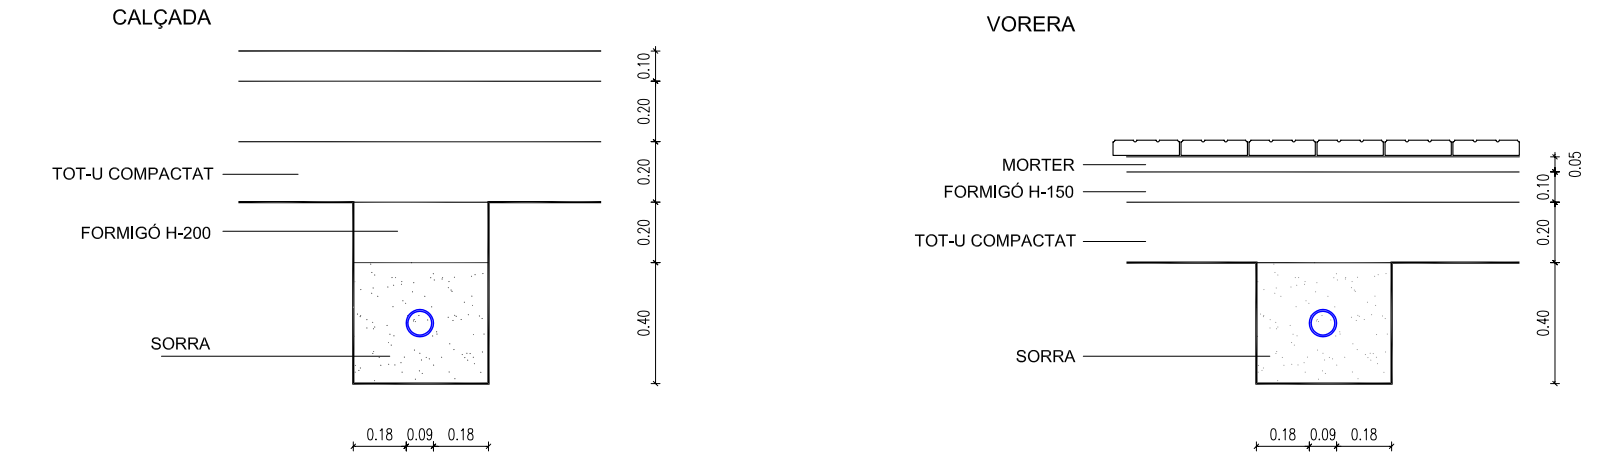 CALÇADA
0.10
0.20
TOT-U COMPACTAT
0.20
FORMIGÓ H-200
0.20
SORRA
0.40
0.18 0.09 0.18
VORERA
MORTER
0.05
FORMIGÓ H-150
0.10
TOT-U COMPACTAT
0.20
SORRA
0.40
0.18 0.09 0.18